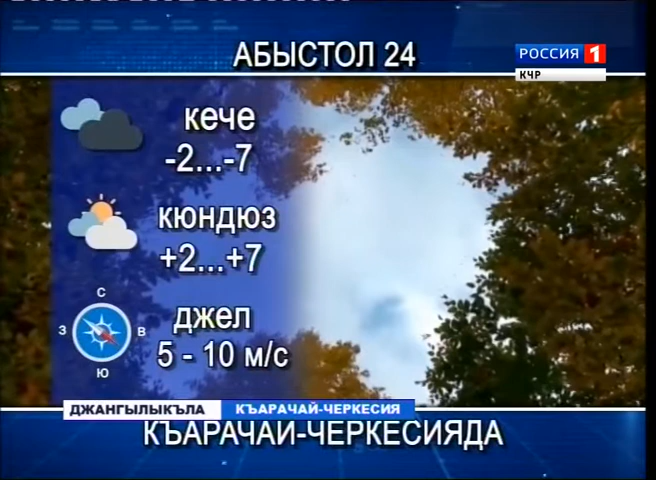 АБЫСТОЛ 24
РОССИЯ 1
КЧР
кече
-2...-7
кюндюз
+2...+7
С
З В
Ю
джел
5 - 10 м/с
ДЖАНГЫЛЫКЪЛА КЪАРАЧАЙ-ЧЕРКЕСИЯ
КЪАРАЧАЙ-ЧЕРКЕСИЯДА